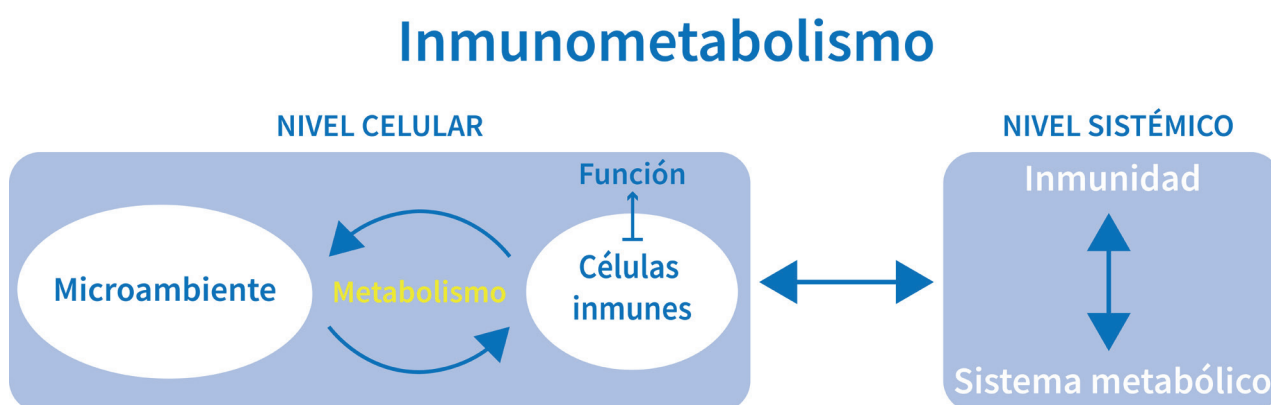 Inmunometabolismo
NIVEL CELULAR
NIVEL SISTÉMICO
Función
Inmunidad
Microambiente
Metabolismo
Células
inmunes
Sistema metabólico